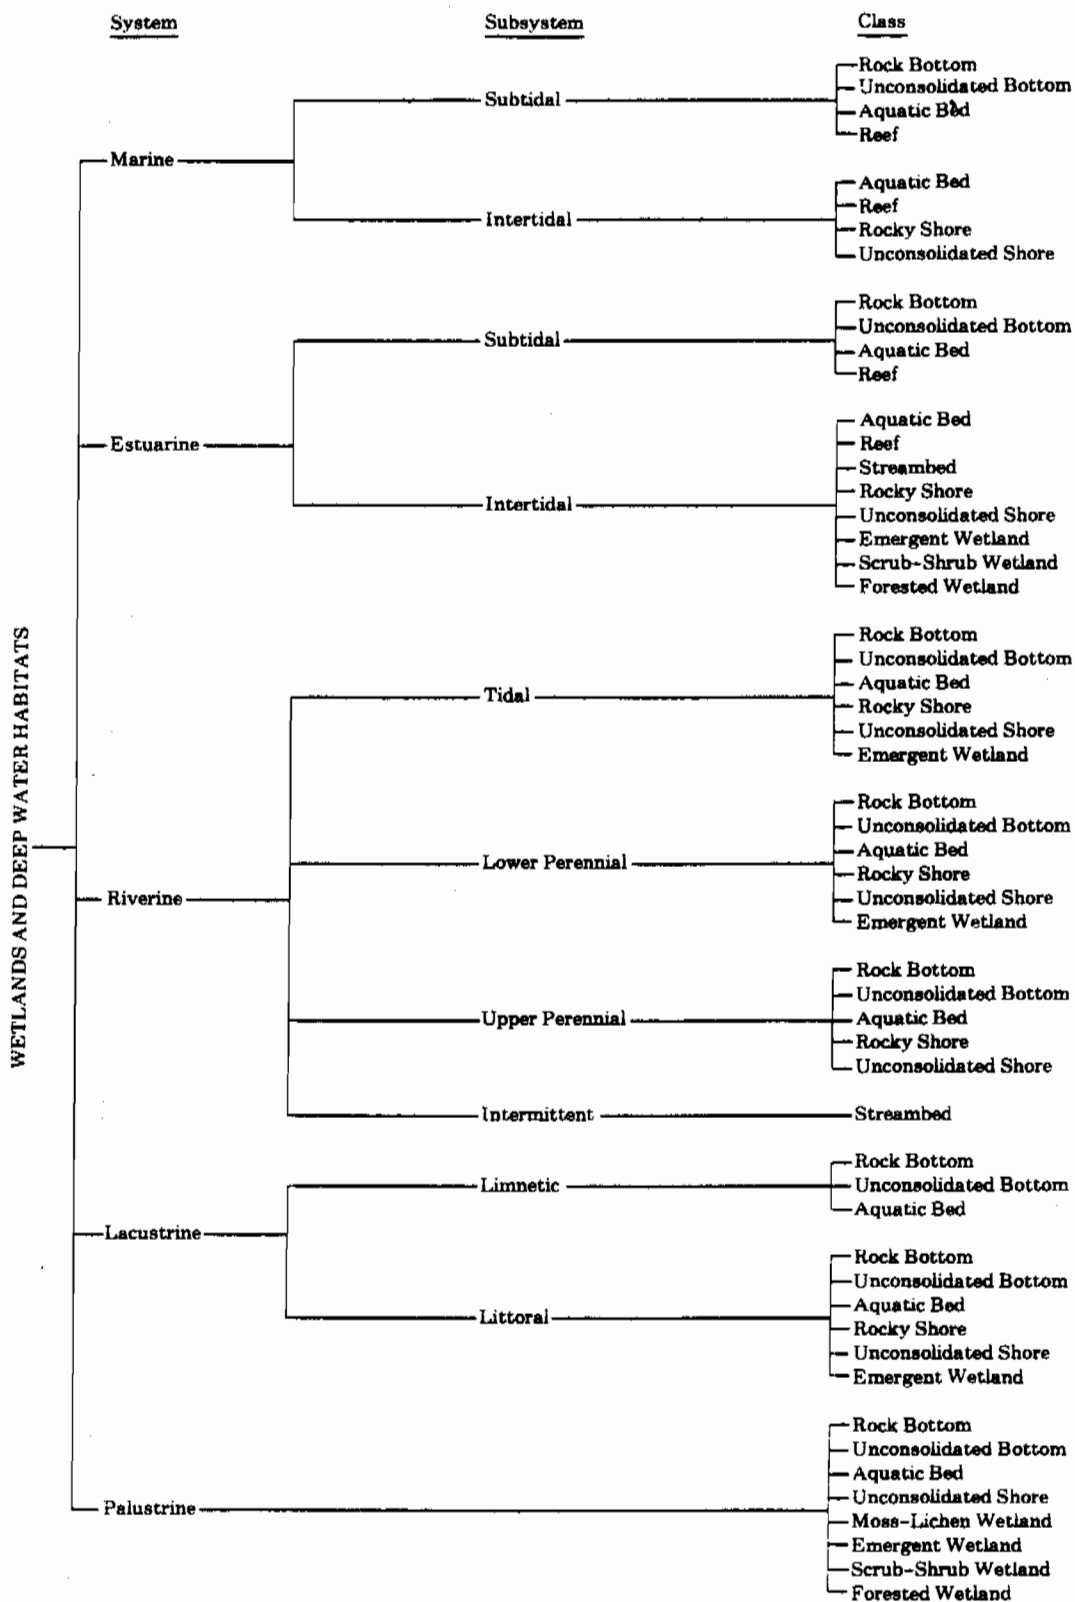 System Subsystem Class
Rock Bottom
Unconsolidated Bottom
Subtidal
Aquatic Bed
Reef
Marine
Aquatic Bed
Reef
Intertidal
Rocky Shore
Unconsolidated Shore
Rock Bottom
Unconsolidated Bottom
Subtidal
Aquatic Bed
Reef
Aquatic Bed
Estuarine
Reef
Streambed
Rocky Shore
Intertidal
Unconsolidated Shore
Emergent Wetland
Scrub-Shrub Wetland
Forested Wetland
WETLANDS AND DEEP WATER HABITATS
Rock Bottom
Unconsolidated Bottom
Aquatic Bed
Tidal
Rocky Shore
Unconsolidated Shore
Emergent Wetland
Rock Bottom
Unconsolidated Bottom
Aquatic Bed
Lower Perennial
Rocky Shore
Riverine
Unconsolidated Shore
Emergent Wetland
Rock Bottom
Unconsolidated Bottom
Upper Perennial
Aquatic Bed
Rocky Shore
Unconsolidated Shore
Intermittent
Streambed
Rock Bottom
Limnetic
Unconsolidated Bottom
Aquatic Bed
Lacustrine
Rock Bottom
Unconsolidated Bottom
Aquatic Bed
Littoral
Rocky Shore
Unconsolidated Shore
Emergent Wetland
Rock Bottom
Unconsolidated Bottom
Aquatic Bed
Unconsolidated Shore
Palustrine
Moss-Lichen Wetland
Emergent Wetland
Scrub-Shrub Wetland
Forested Wetland